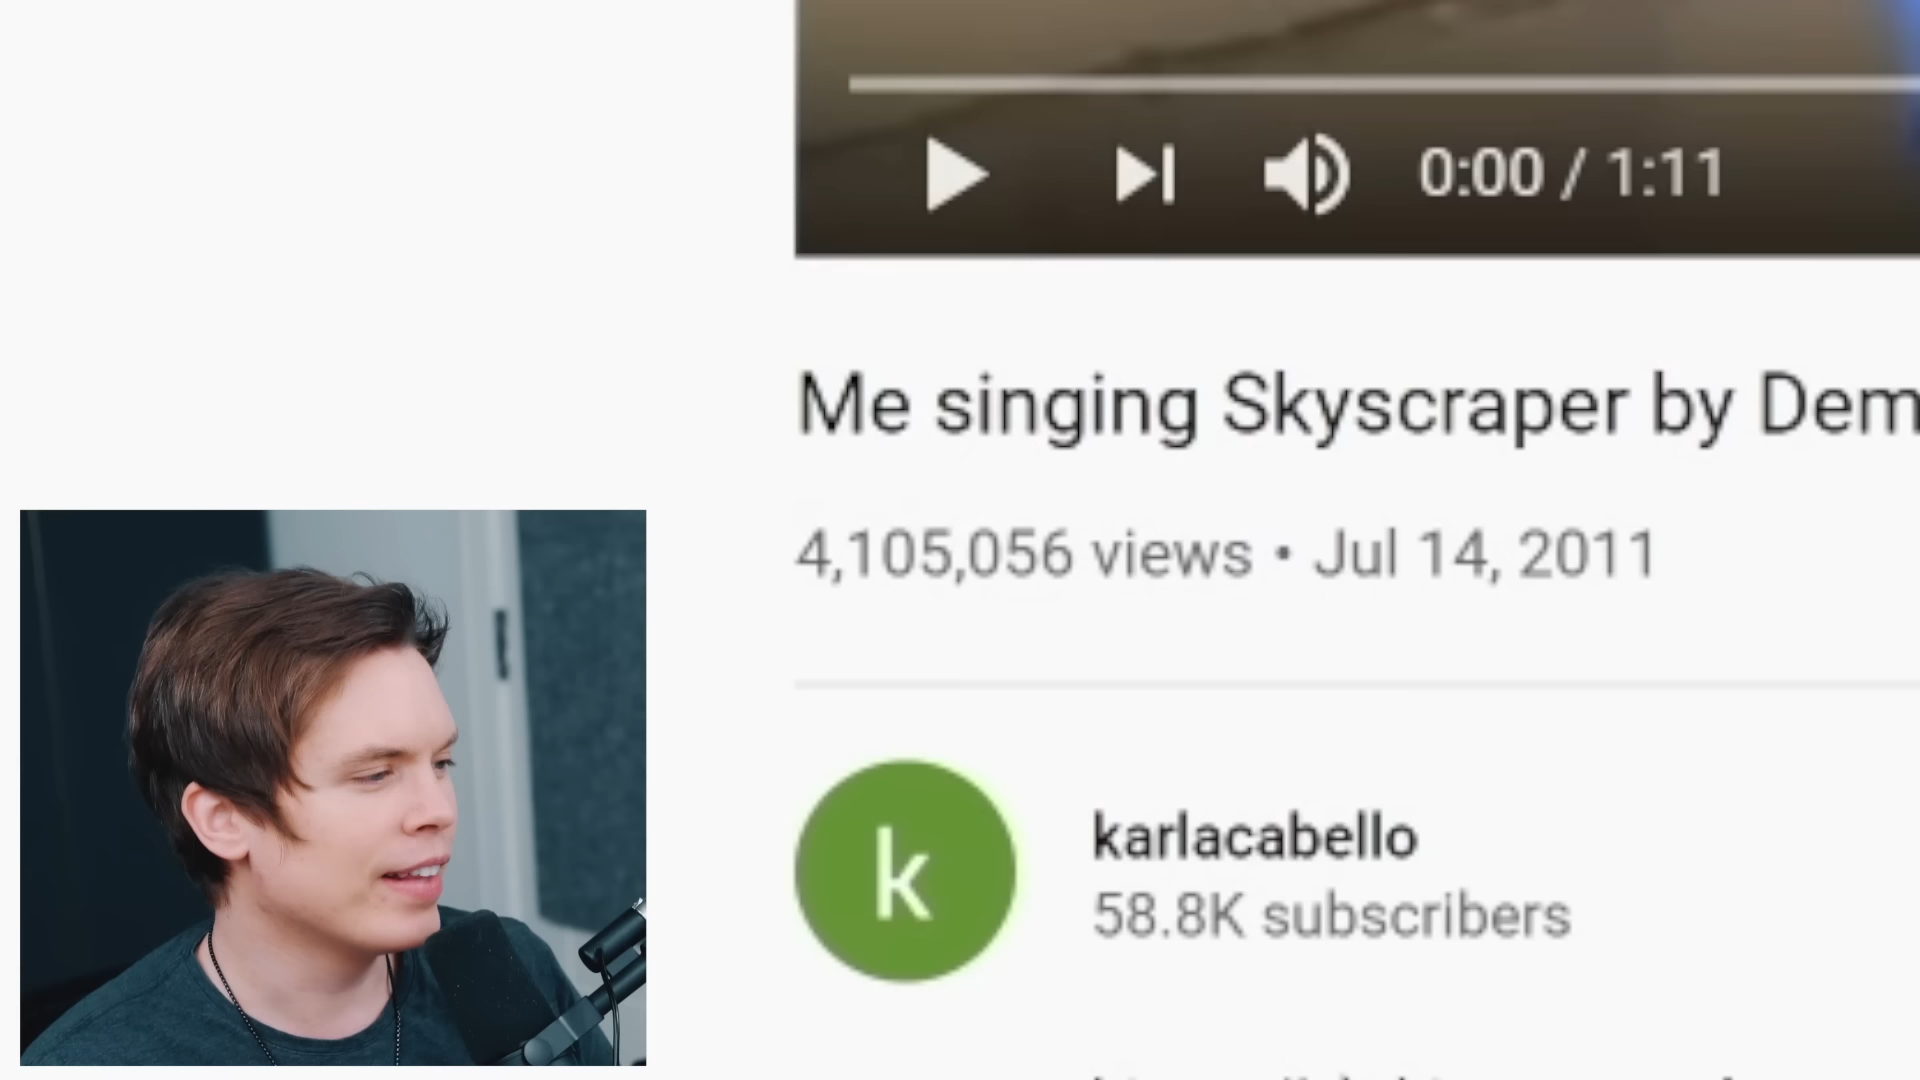 0:00 / 1:11
Me singing Skyscraper by Dem
4,105,056 views • Jul 14, 2011
k
karlacabello
58.8K subscribers